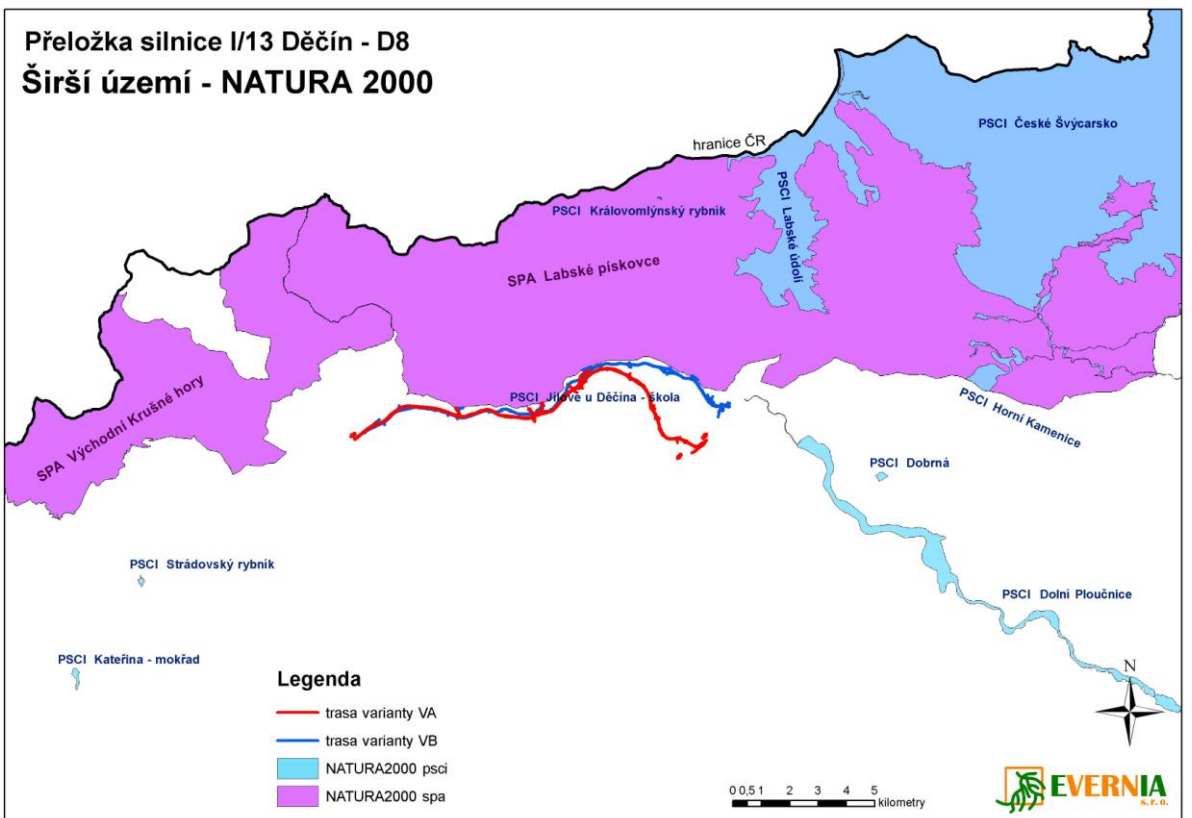 Přeložka silnice I/13 Děčín - D8
Širší území - NATURA 2000
PSCI České Švýcarsko
hranice ČR
PSCI Labské údolí
PSCI Královomlýnský rybník
SPA Labské pískovce
SPA Východní Krušné hory
PSCI Jílové u Děčína - škola
PSCI Horní Kamenice
PSCI Dobrná
PSCI Strádovský rybník
PSCI Dolní Ploučnice
PSCI Kateřina - mokřad
N
Legenda
trasa varianty VA
trasa varianty VB
NATURA2000 psci
NATURA2000 spa
0 0,5 1 2 3 4 5
kilometry
EVERNIA
s.r.o.